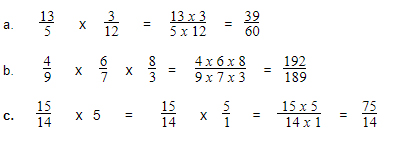 a. 13/5 x 3/12 = 13 x 3/5 x 12 = 39/60
b. 4/9 x 6/7 x 8/3 = 4 x 6 x 8/9 x 7 x 3 = 192/189
c. 15/14 x 5 = 15/14 x 5/1 = 15 x 5/14 x 1 = 75/14